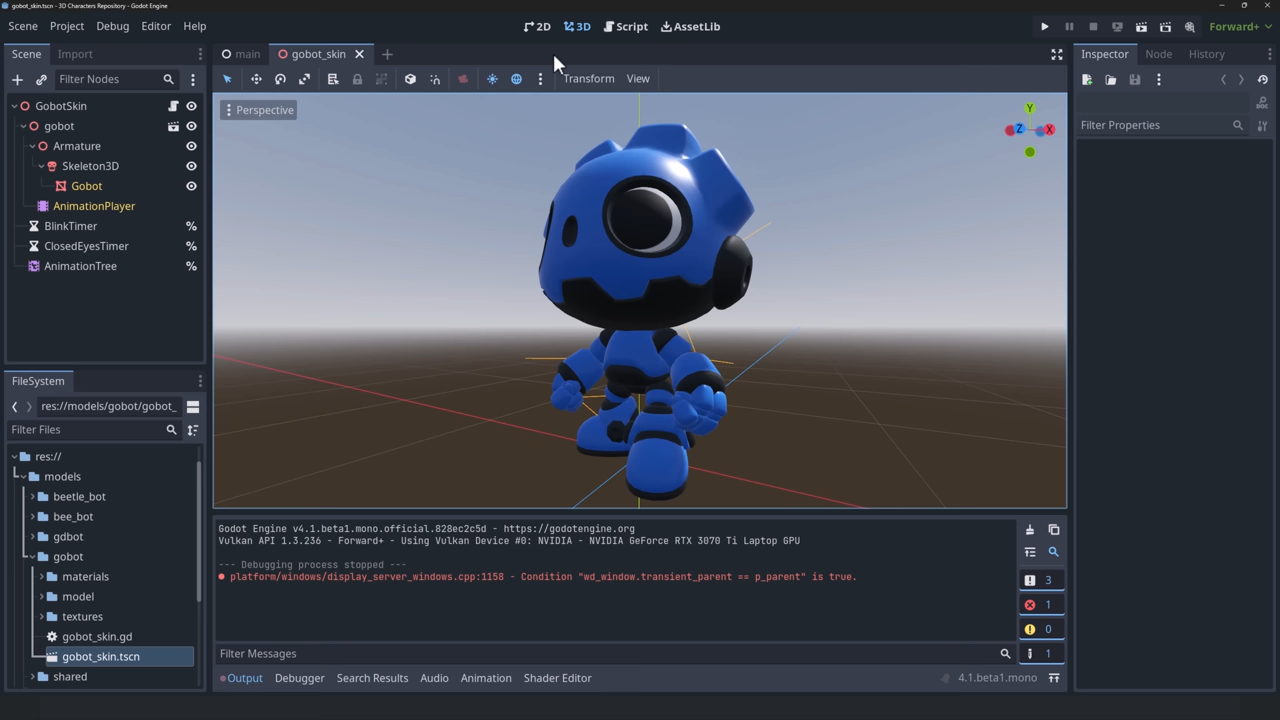 gobot_skin.tscn - 3D Characters Repository - Godot Engine
Scene Project Debug Editor Help
2D 3D Script AssetLib
Forward+
Scene Import
main gobot_skin
Inspector Node History
Filter Nodes
Transform View
Perspective
Y
Z X
DOC
Filter Properties
GobotSkin
gobot
Armature
Skeleton3D
Gobot
AnimationPlayer
BlinkTimer %
ClosedEyesTimer %
AnimationTree %
FileSystem
res://models/gobot/gobot_
Filter Files
res://
models
beetle_bot
bee_bot
gdbot
gobot
materials
model
textures
gobot_skin.gd
gobot_skin.tscn
shared
Godot Engine v4.1.beta1.mono.official.828ec2c5d - https://godotengine.org
Vulkan API 1.3.236 - Forward+ - Using Vulkan Device #0: NVIDIA - NVIDIA GeForce RTX 3070 Ti Laptop GPU
--- Debugging process stopped ---
platform/windows/display_server_windows.cpp:1158 - Condition "wd_window.transient_parent == p_parent" is true.
3
1
0
1
Filter Messages
Output Debugger Search Results Audio Animation Shader Editor
4.1.beta1.mono